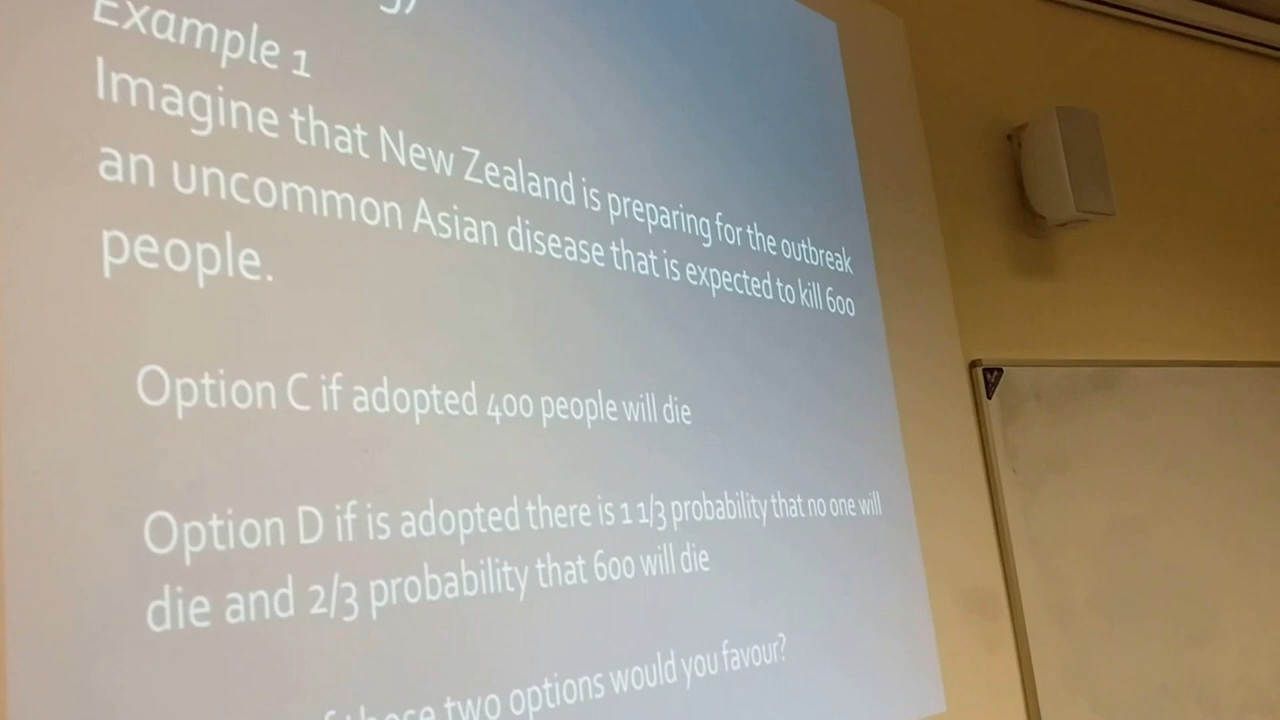 Example 1
Imagine that New Zealand is preparing for the outbreak
an uncommon Asian disease that is expected to kill 600
people.
Option C if adopted 400 people will die
Option D if is adopted there is 1 1/3 probability that no one will
die and 2/3 probability that 600 will die
two options would you favour?